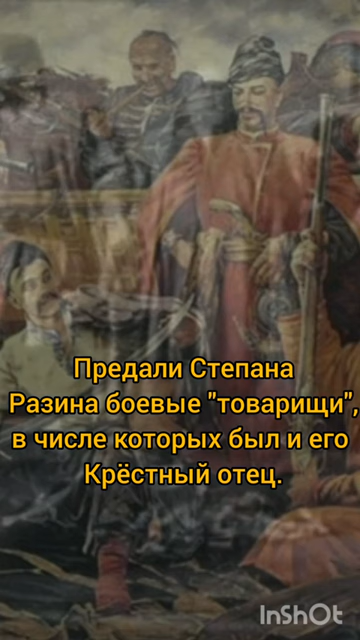 Предали Степана
Разина боевые "товарищи",
в числе которых был и его
Крёстный отец.
InShOt